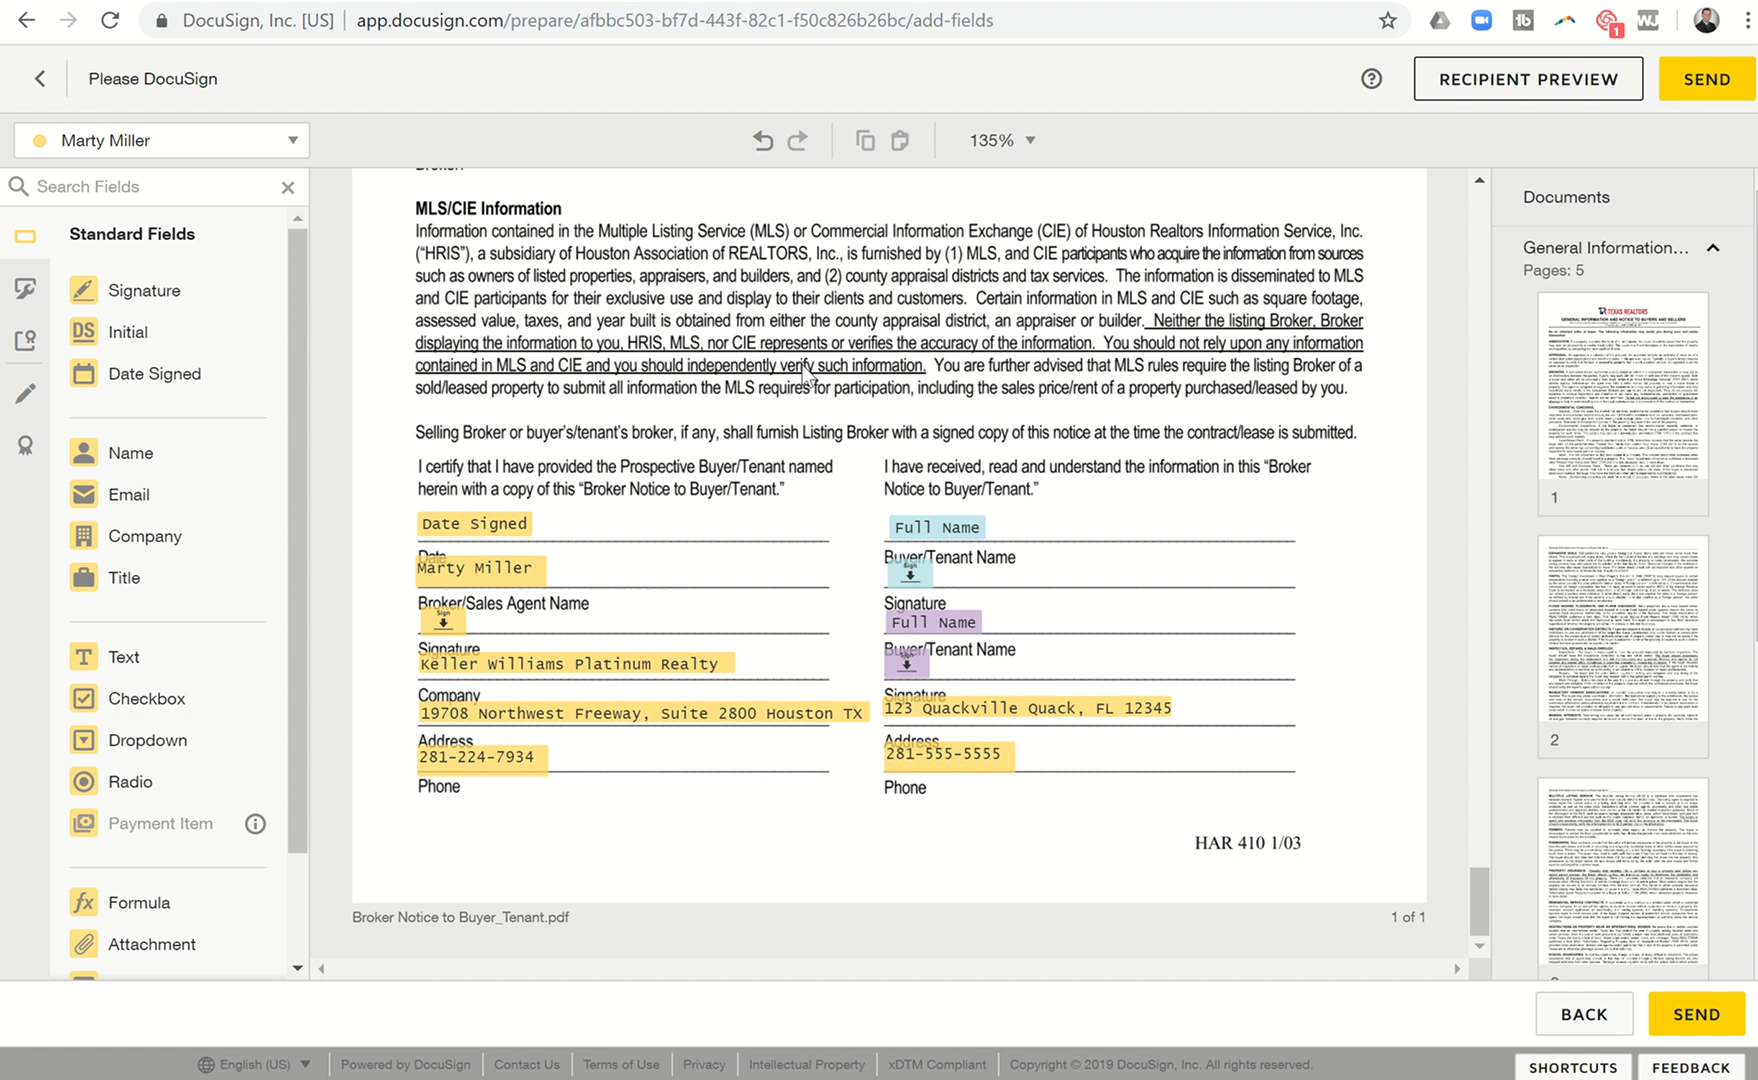 DocuSign, Inc. [US]
app.docusign.com/prepare/afbbc503-bf7d-443f-82c1-f50c826b26bc/add-fields
1b
1
WJ
Please DocuSign
RECIPIENT PREVIEW
SEND
Marty Miller
135%
Search Fields
Standard Fields
Signature
DS Initial
Date Signed
Name
Email
Company
Title
T Text
Checkbox
Dropdown
Radio
Payment Item
fx Formula
Attachment
Broker.
MLS/CIE Information
Information contained in the Multiple Listing Service (MLS) or Commercial Information Exchange (CIE) of Houston Realtors Information Service, Inc.
(“HRIS”), a subsidiary of Houston Association of REALTORS, Inc., is furnished by (1) MLS, and CIE participants who acquire the information from sources
such as owners of listed properties, appraisers, and builders, and (2) county appraisal districts and tax services. The information is disseminated to MLS
and CIE participants for their exclusive use and display to their clients and customers. Certain information in MLS and CIE such as square footage,
assessed value, taxes, and year built is obtained from either the county appraisal district, an appraiser or builder. Neither the listing Broker, Broker
displaying the information to you, HRIS, MLS, nor CIE represents or verifies the accuracy of the information. You should not rely upon any information
contained in MLS and CIE and you should independently verify such information. You are further advised that MLS rules require the listing Broker of a
sold/leased property to submit all information the MLS requires for participation, including the sales price/rent of a property purchased/leased by you.
Selling Broker or buyer’s/tenant’s broker, if any, shall furnish Listing Broker with a signed copy of this notice at the time the contract/lease is submitted.
I certify that I have provided the Prospective Buyer/Tenant named
herein with a copy of this “Broker Notice to Buyer/Tenant.”
Date Signed
Date
Marty Miller
Broker/Sales Agent Name
Sign
Signature
Keller Williams Platinum Realty
Company
19708 Northwest Freeway, Suite 2800 Houston TX
Address
281-224-7934
Phone
I have received, read and understand the information in this “Broker
Notice to Buyer/Tenant.”
Full Name
Buyer/Tenant Name
Sign
Signature
Full Name
Buyer/Tenant Name
Sign
Signature
123 Quackville Quack, FL 12345
Address
281-555-5555
Phone
HAR 410 1/03
Broker Notice to Buyer_Tenant.pdf
1 of 1
Documents
General Information...
Pages: 5
TEXAS REALTORS
GENERAL INFORMATION AND NOTICE TO BUYERS AND SELLERS
1
2
BACK
SEND
English (US)
Powered by DocuSign
Contact Us
Terms of Use
Privacy
Intellectual Property
xDTM Compliant
Copyright © 2019 DocuSign, Inc. All rights reserved.
SHORTCUTS
FEEDBACK